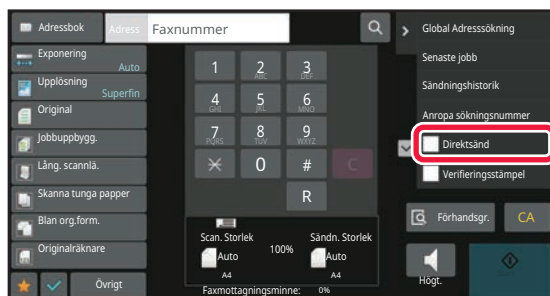 Adressbok
Adress
Faxnummer
Exponering
Auto
Upplösning
Superfin
Original
Jobbuppbygg.
Lång. scannlä.
Skanna tunga papper
Blan org.form.
Originalräknare
Övrigt
1
2 ABC
3 DEF
4 GHI
5 JKL
6 MNO
7 PQRS
8 TUV
9 WXYZ
0
#
C
R
Scan. Storlek
Auto
A4
100%
Sändn. Storlek
Auto
A4
Faxmottagningsminne: 0%
Global Adresssökning
Senaste jobb
Sändningshistorik
Anropa sökningsnummer
Direktsänd
Verifieringsstämpel
Förhandsgr.
CA
Högt.